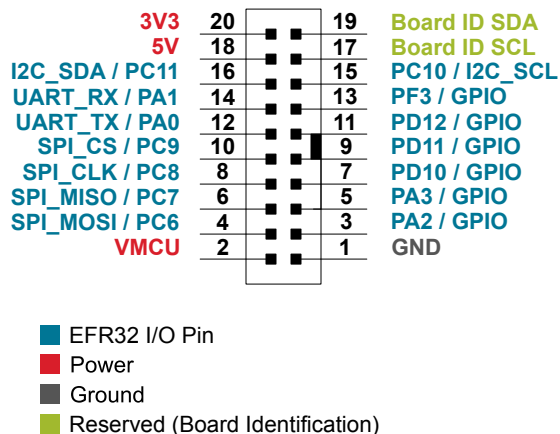 3V3 20 19 Board ID SDA
5V 18 17 Board ID SCL
I2C_SDA / PC11 16 15 PC10 / I2C_SCL
UART_RX / PA1 14 13 PF3 / GPIO
UART_TX / PA0 12 11 PD12 / GPIO
SPI_CS / PC9 10 9 PD11 / GPIO
SPI_CLK / PC8 8 7 PD10 / GPIO
SPI_MISO / PC7 6 5 PA3 / GPIO
SPI_MOSI / PC6 4 3 PA2 / GPIO
VMCU 2 1 GND
EFR32 I/O Pin
Power
Ground
Reserved (Board Identification)